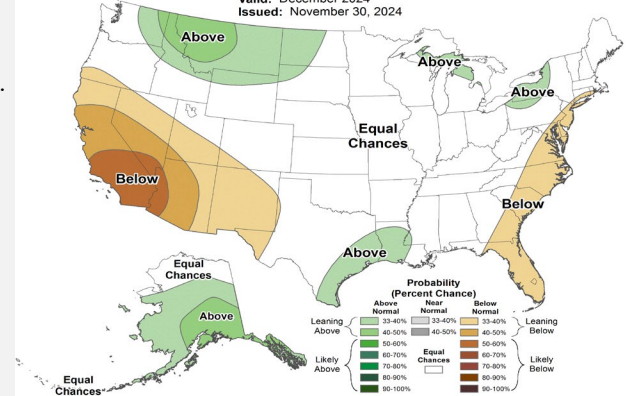 Valid: December 2024
Issued: November 30, 2024
Above
Above
Above
Equal
Chances
Below
Below
Above
Equal
Chances
Above
Equal
Chances
Probability
(Percent Chance)
Above
Normal
Near
Normal
Below
Normal
Leaning
Above
33-40%
33-40%
33-40%
Leaning
Below
40-50%
40-50%
40-50%
Likely
Above
50-60%
50-60%
Likely
Below
60-70%
Equal
Chances
60-70%
70-80%
70-80%
80-90%
80-90%
90-100%
90-100%